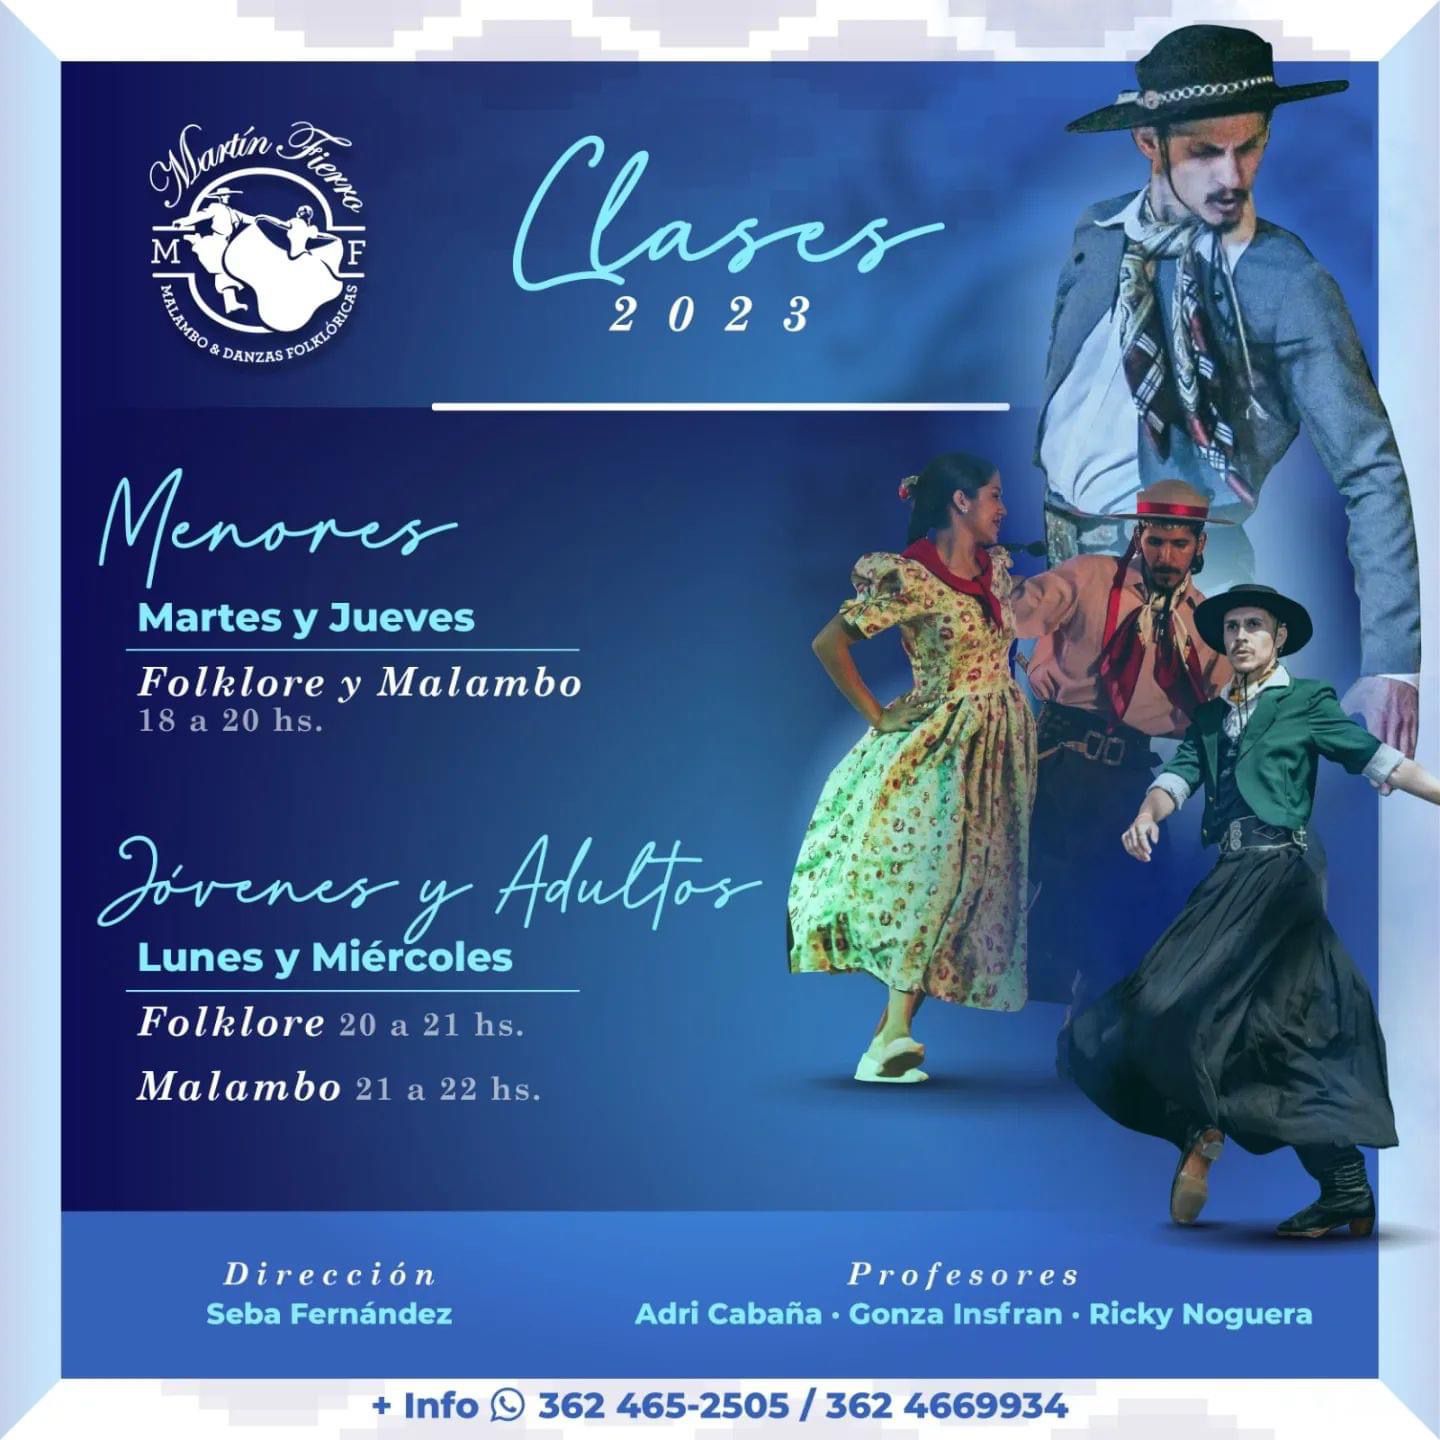 Martín Fierro
M F
MALAMBO & DANZAS FOLKLÓRICAS
Clases
2023
Menores
Martes y Jueves
Folklore y Malambo
18 a 20 hs.
Jóvenes y Adultos
Lunes y Miércoles
Folklore 20 a 21 hs.
Malambo 21 a 22 hs.
Dirección
Seba Fernández
Profesores
Adri Cabaña · Gonza Insfran · Ricky Noguera
+ Info 362 465-2505 / 362 4669934